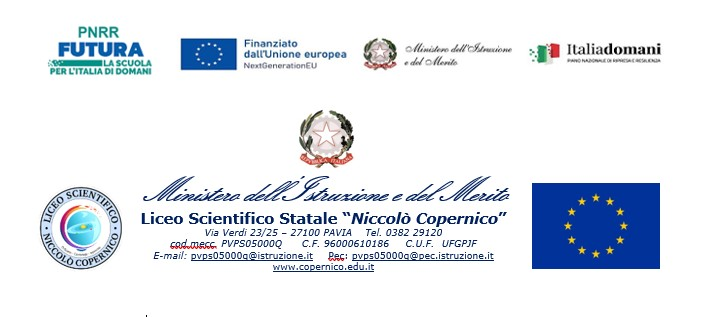 PNRR
FUTURA
LA SCUOLA
PER L'ITALIA DI DOMANI
Finanziato
dall'Unione europea
NextGenerationEU
Ministero dell'Istruzione
e del Merito
Italiadomani
PIANO NAZIONALE DI RIPRESA E RESILIENZA
REPVBBLICA ITALIANA
Ministero dell'Istruzione e del Merito
LICEO SCIENTIFICO
NICCOLÒ COPERNICO
Liceo Scientifico Statale “Niccolò Copernico”
Via Verdi 23/25 – 27100 PAVIA Tel. 0382 29120
cod.mecc. PVPS05000Q C.F. 96000610186 C.U.F. UFGPJF
E-mail: pvps05000q@istruzione.it Pec: pvps05000q@pec.istruzione.it
www.copernico.edu.it